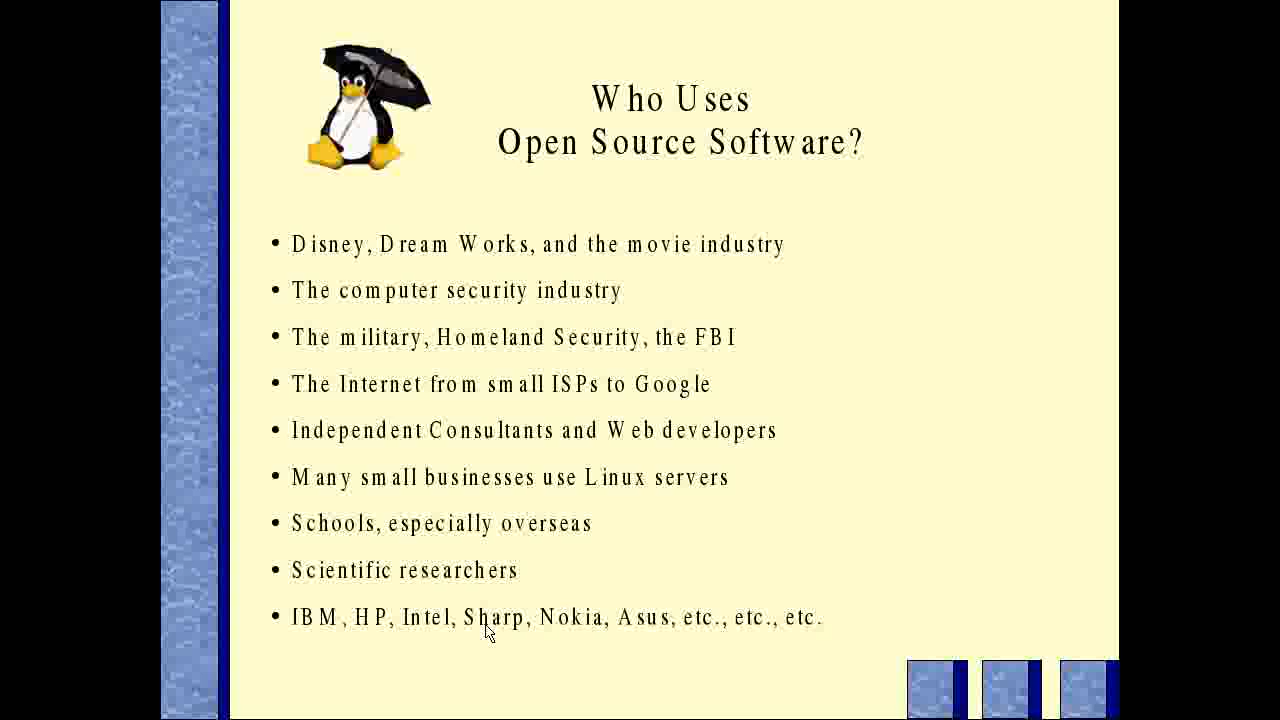 Who Uses
Open Source Software?
• Disney, Dream Works, and the movie industry
• The computer security industry
• The military, Homeland Security, the FBI
• The Internet from small ISPs to Google
• Independent Consultants and Web developers
• Many small businesses use Linux servers
• Schools, especially overseas
• Scientific researchers
• IBM, HP, Intel, Sharp, Nokia, Asus, etc., etc., etc.